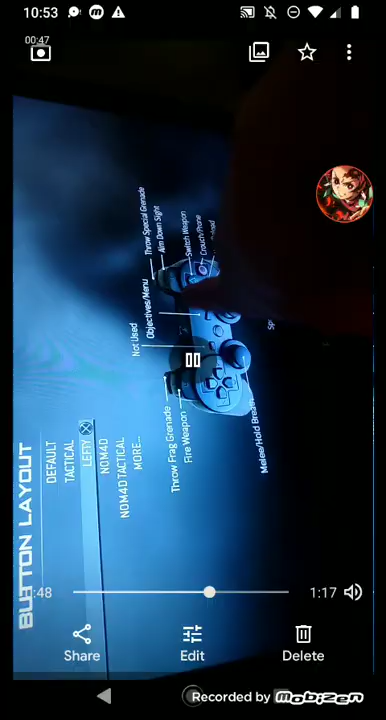 10:53
00:47
Throw Special Grenade
Aim Down Sight
Switch Weapon
Crouch/Prone
Objectives/Menu
Not Used
Throw Frag Grenade
Fire Weapon
Melee/Hold Breath
BUTTON LAYOUT
DEFAULT
TACTICAL
LEFTY
NOM4D
NOM4D TACTICAL
MORE...
:48
1:17
Share
Edit
Delete
Recorded by Mobizen